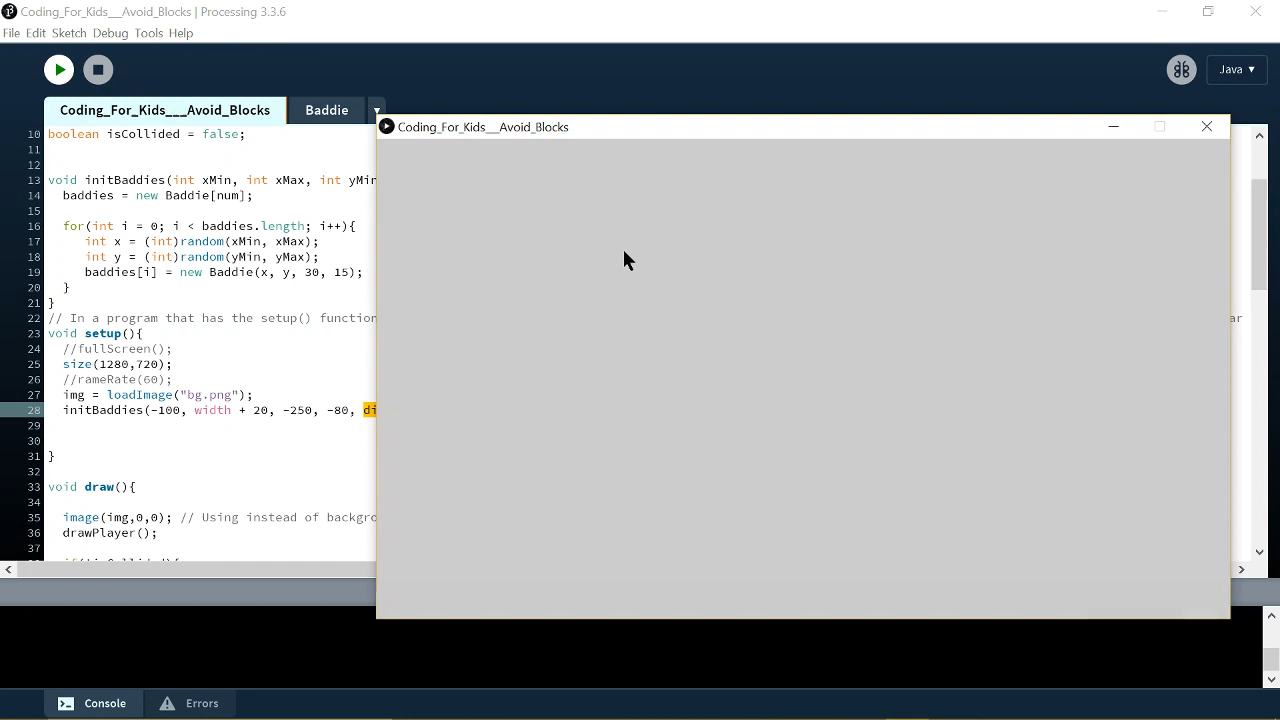 Coding_For_Kids___Avoid_Blocks | Processing 3.3.6
File Edit Sketch Debug Tools Help
Java ▾
Coding_For_Kids___Avoid_Blocks
Baddie
Coding_For_Kids___Avoid_Blocks
10 boolean isCollided = false;
11
12
13 void initBaddies(int xMin, int xMax, int yMin
14 baddies = new Baddie[num];
15
16 for(int i = 0; i < baddies.length; i++){
17 int x = (int)random(xMin, xMax);
18 int y = (int)random(yMin, yMax);
19 baddies[i] = new Baddie(x, y, 30, 15);
20 }
21 }
22 // In a program that has the setup() function ar
23 void setup(){
24 //fullScreen();
25 size(1280,720);
26 //rameRate(60);
27 img = loadImage("bg.png");
28 initBaddies(-100, width + 20, -250, -80, di
29
30
31 }
32
33 void draw(){
34
35 image(img,0,0); // Using instead of backgro
36 drawPlayer();
37
Console
Errors